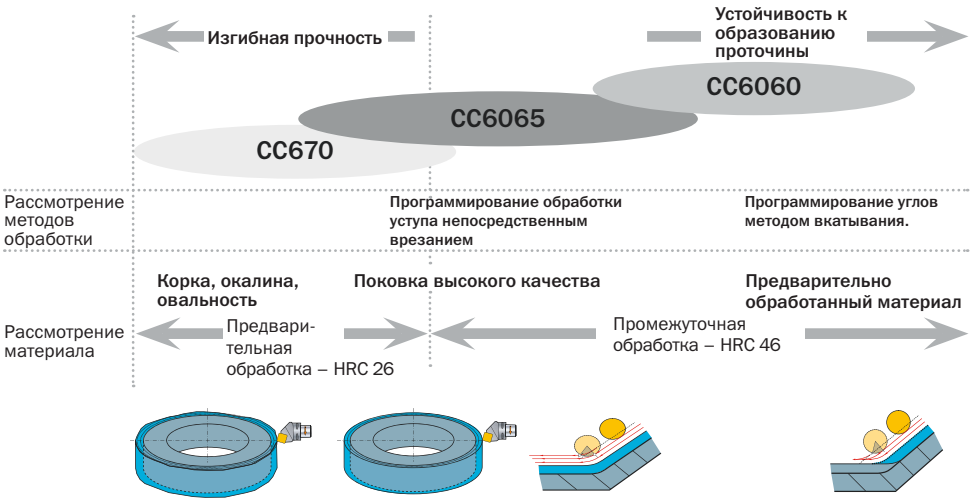 Изгибная прочность
Устойчивость к
образованию
проточины
CC6060
CC6065
CC670
Рассмотрение
методов
обработки
Программирование обработки
уступа непосредственным
врезанием
Программирование углов
методом вкатывания.
Корка, окалина,
овальность
Поковка высокого качества
Предварительно
обработанный материал
Рассмотрение
материала
Предвари-
тельная
обработка – HRC 26
Промежуточная
обработка – HRC 46